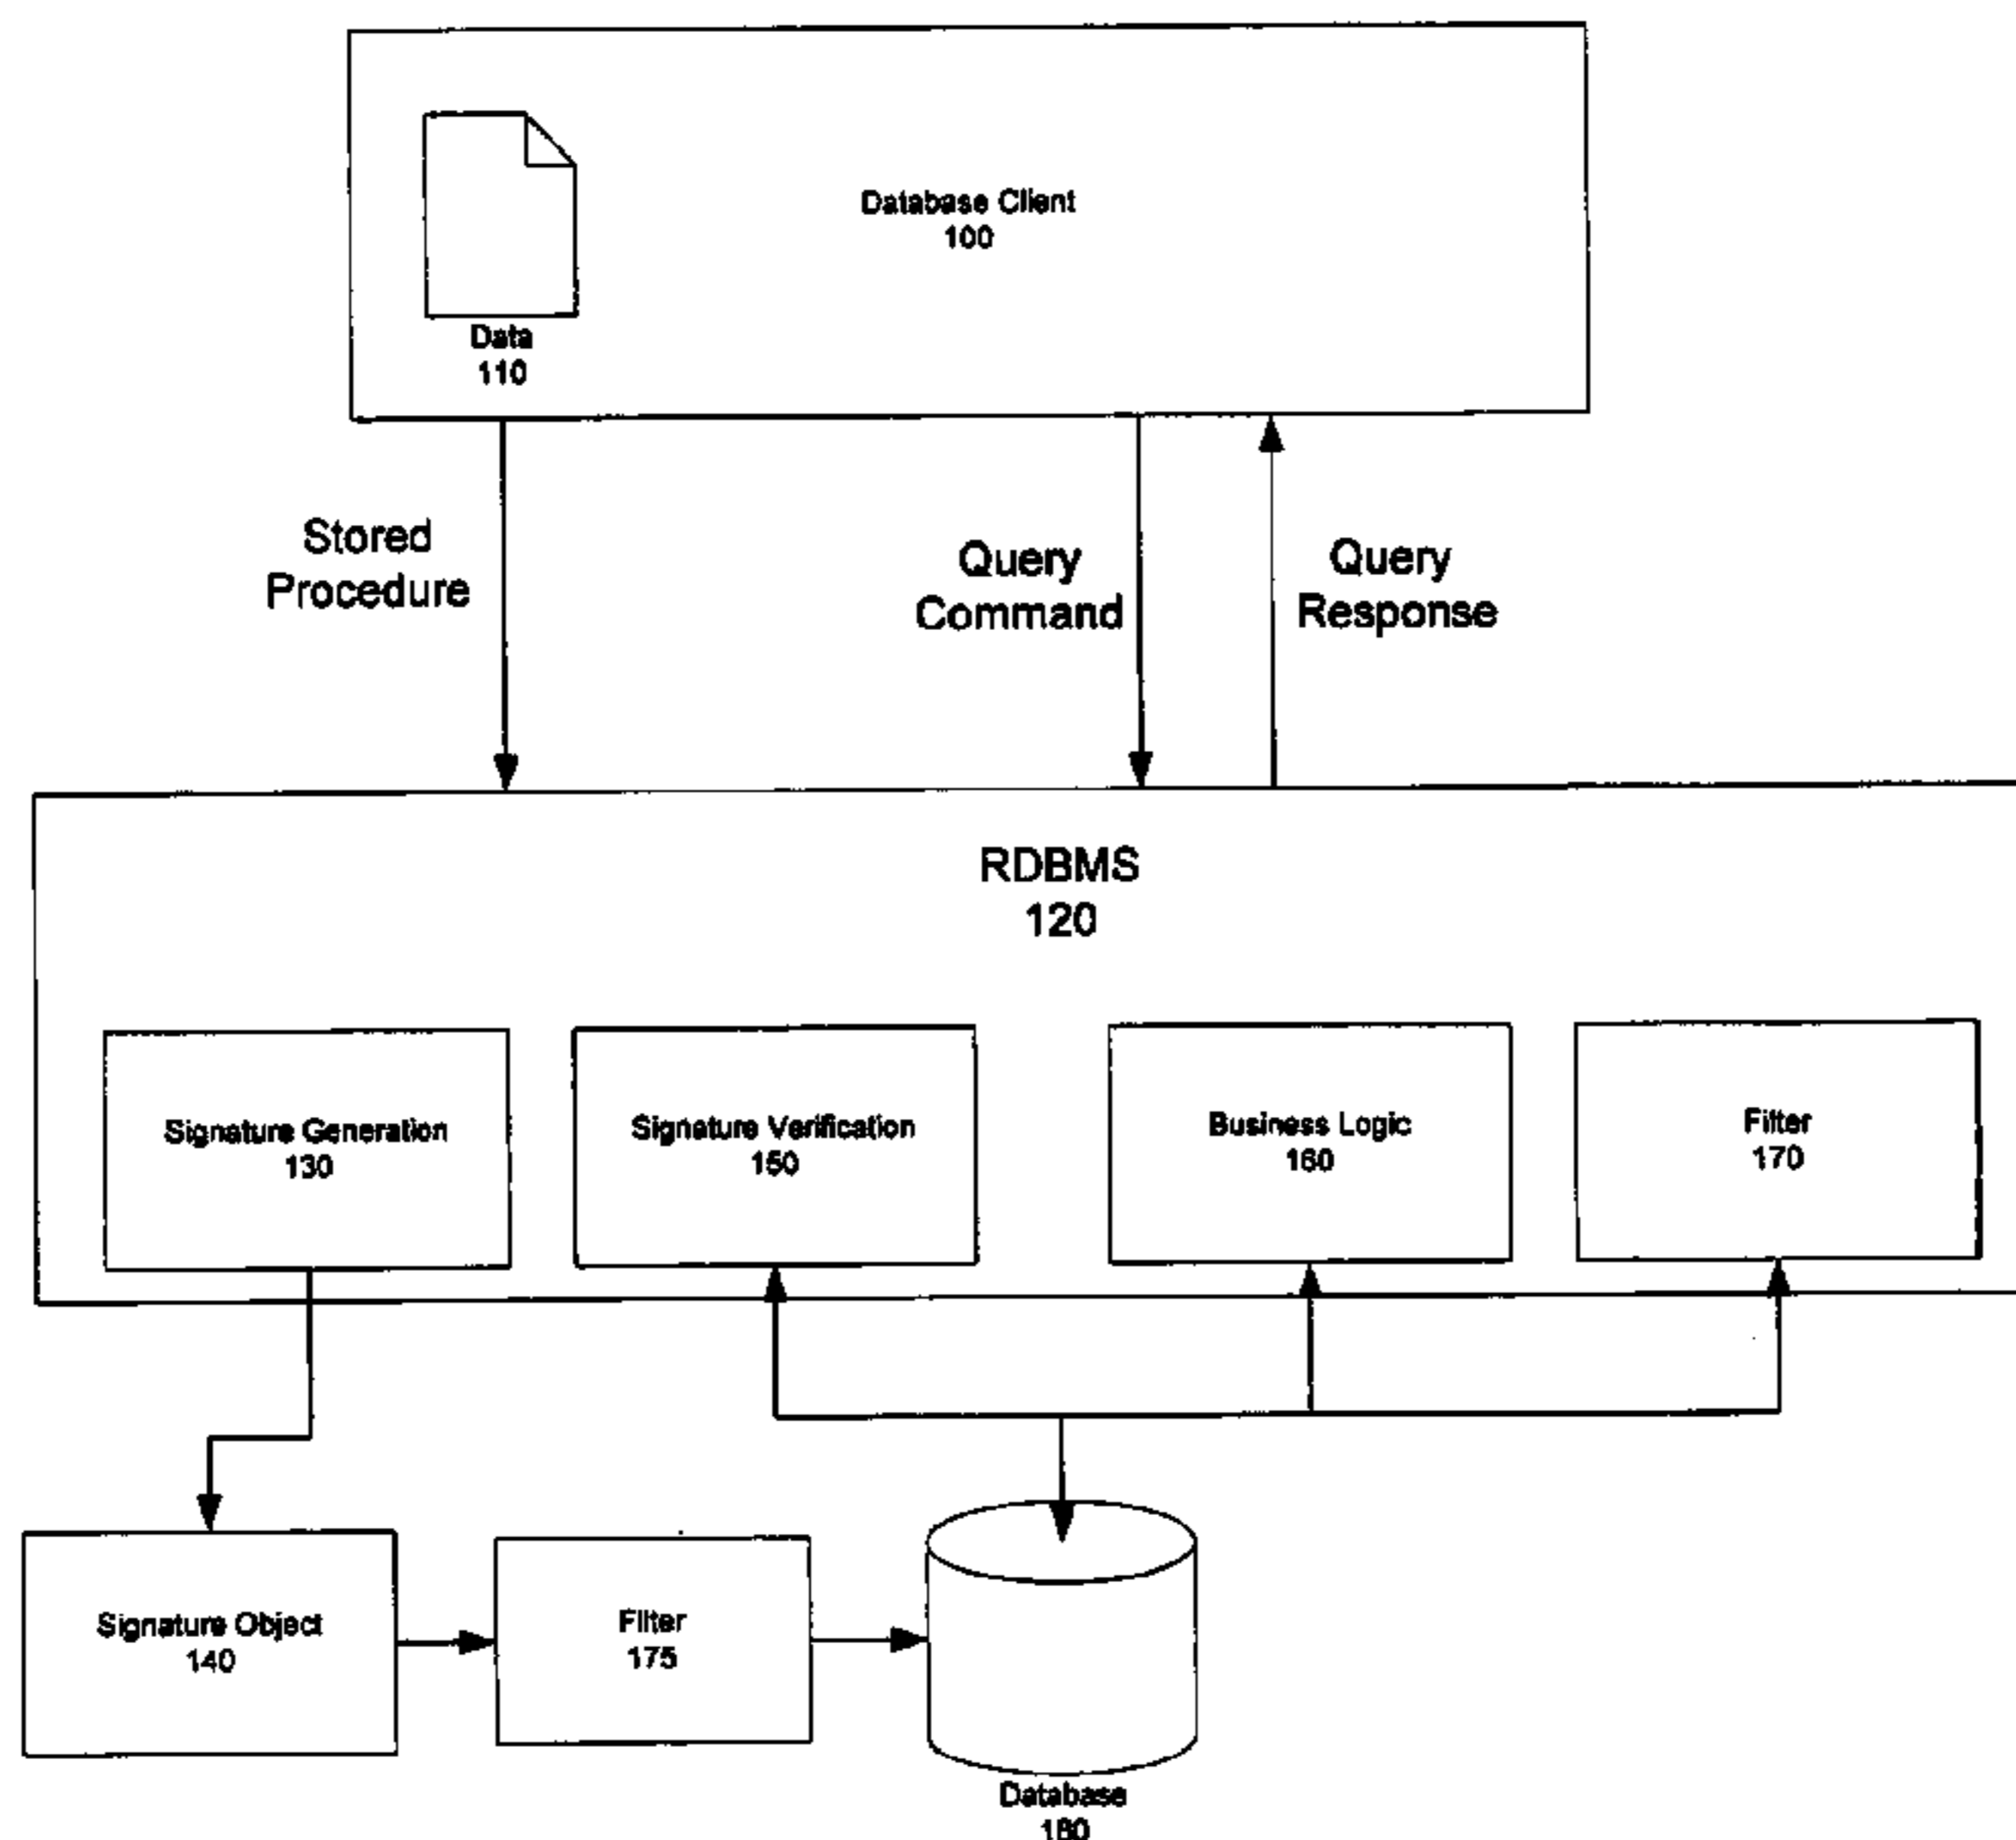 Database Client
100
Data
110
Stored
Procedure
Query
Command
Query
Response
RDBMS
120
Signature Generation
130
Signature Verification
150
Business Logic
160
Filter
170
Signature Object
140
Filter
175
Database
180